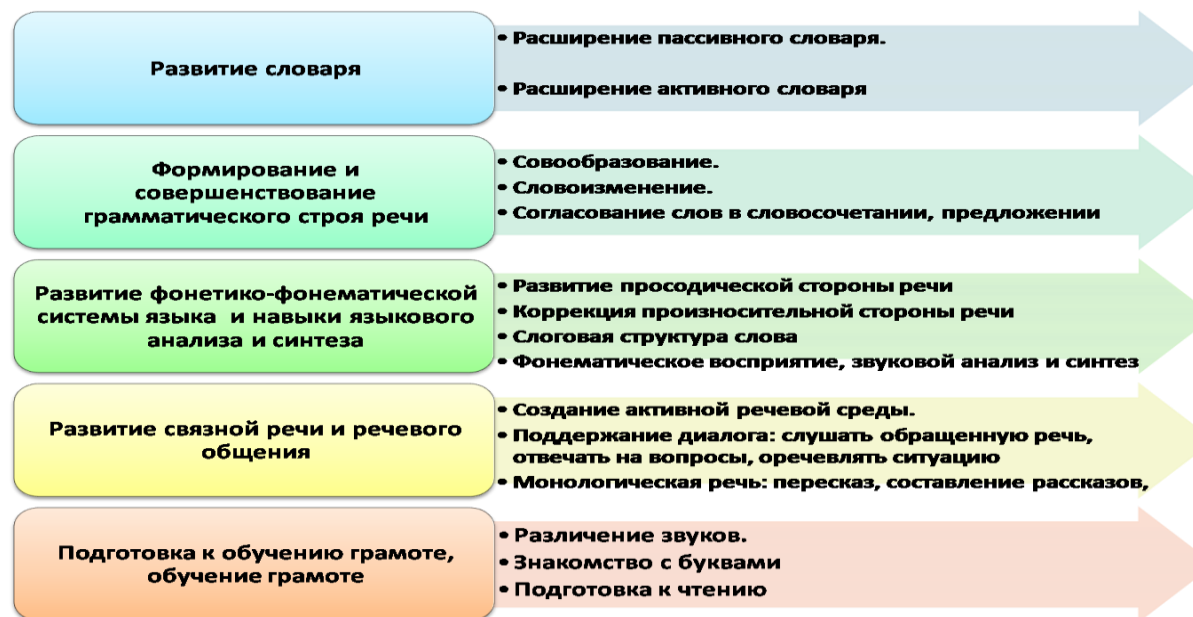 Развитие словаря
• Расширение пассивного словаря.
• Расширение активного словаря
Формирование и
совершенствование
грамматического строя речи
• Совообразование.
• Словоизменение.
• Согласование слов в словосочетании, предложении
Развитие фонетико-фонематической
системы языка и навыки языкового
анализа и синтеза
• Развитие просодической стороны речи
• Коррекция произносительной стороны речи
• Слоговая структура слова
• Фонематическое восприятие, звуковой анализ и синтез
Развитие связной речи и речевого
общения
• Создание активной речевой среды.
• Поддержание диалога: слушать обращенную речь,
отвечать на вопросы, оречевлять ситуацию
• Монологическая речь: пересказ, составление рассказов,
Подготовка к обучению грамоте,
обучение грамоте
• Различение звуков.
• Знакомство с буквами
• Подготовка к чтению